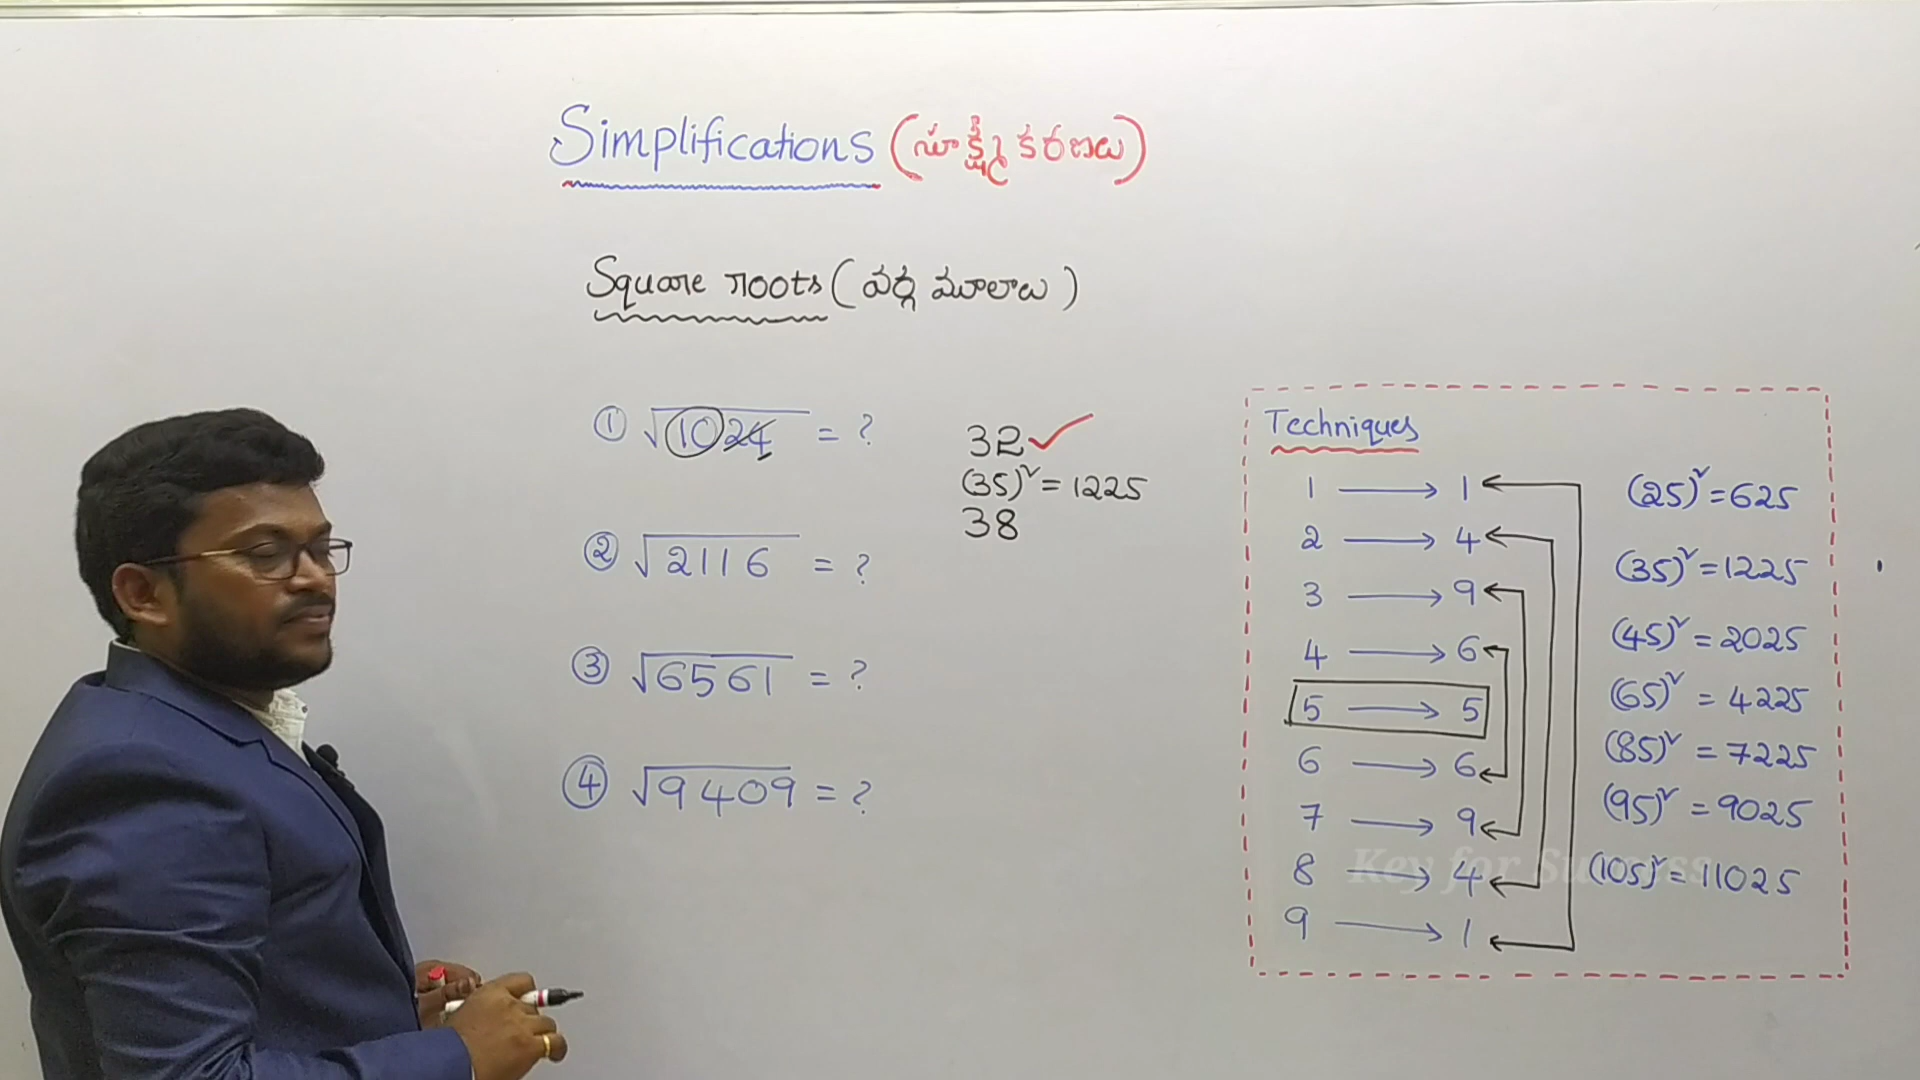 Simplifications (సూక్ష్మీకరణలు)
Square roots (వర్గ మూలాలు)
① √1024 = ?
32 ✓
(35)² = 1225
38
② √2116 = ?
③ √6561 = ?
④ √9409 = ?
Techniques
1 → 1
2 → 4
3 → 9
4 → 6
5 → 5
6 → 6
7 → 9
8 → 4
9 → 1
(25)² = 625
(35)² = 1225
(45)² = 2025
(65)² = 4225
(85)² = 7225
(95)² = 9025
(105)² = 11025
Key for Success